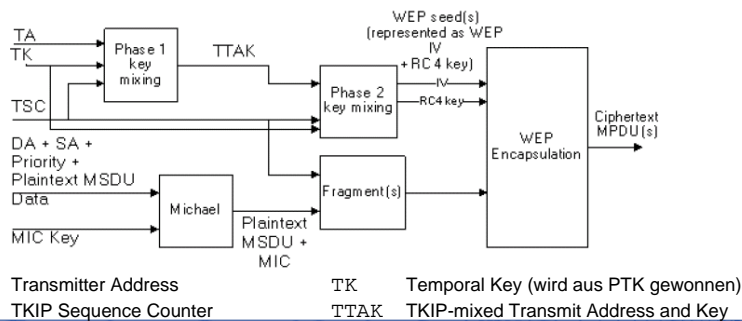 WEP seed(s)
(represented as WEP
IV
+ RC4 key)
TA
TK
Phase 1
key
mixing
TTAK
IV
RC4 key
Phase 2
key mixing
TSC
WEP
Encapsulation
Ciphertext
MPDU(s)
DA + SA +
Priority +
Plaintext MSDU
Data
Fragment(s)
Michael
MIC Key
Plaintext
MSDU +
MIC
Transmitter Address TK Temporal Key (wird aus PTK gewonnen)
TKIP Sequence Counter TTAK TKIP-mixed Transmit Address and Key